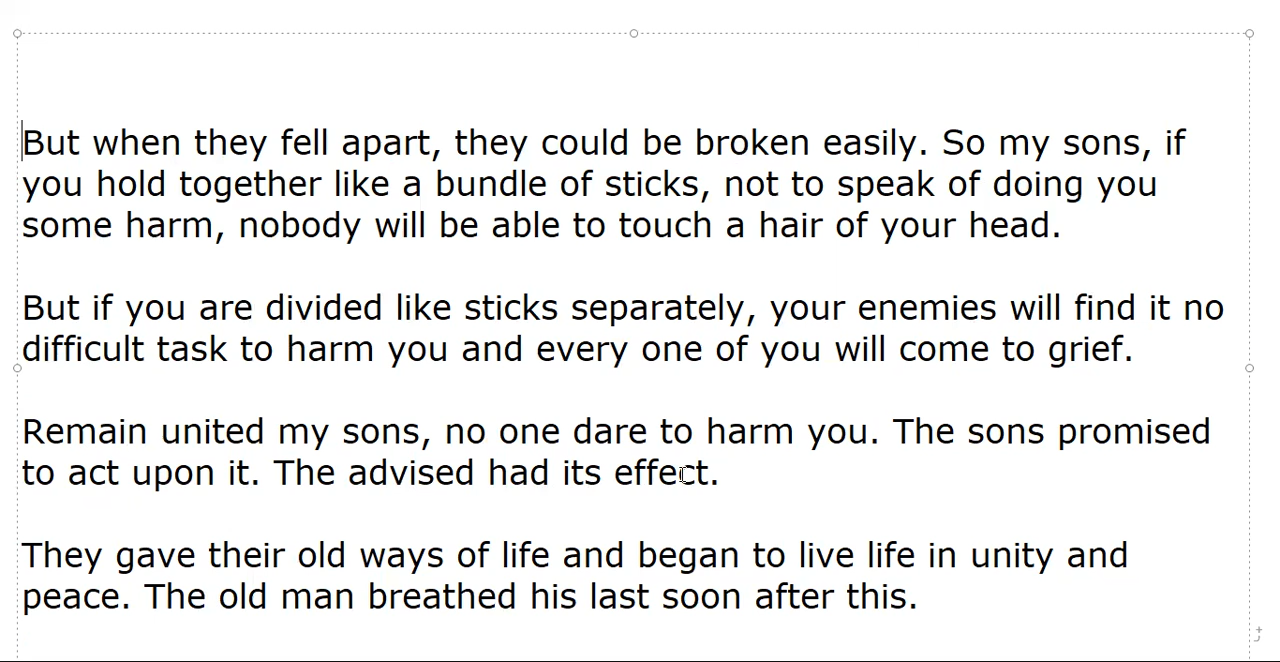 But when they fell apart, they could be broken easily. So my sons, if
you hold together like a bundle of sticks, not to speak of doing you
some harm, nobody will be able to touch a hair of your head.
But if you are divided like sticks separately, your enemies will find it no
difficult task to harm you and every one of you will come to grief.
Remain united my sons, no one dare to harm you. The sons promised
to act upon it. The advised had its effect.
They gave their old ways of life and began to live life in unity and
peace. The old man breathed his last soon after this.